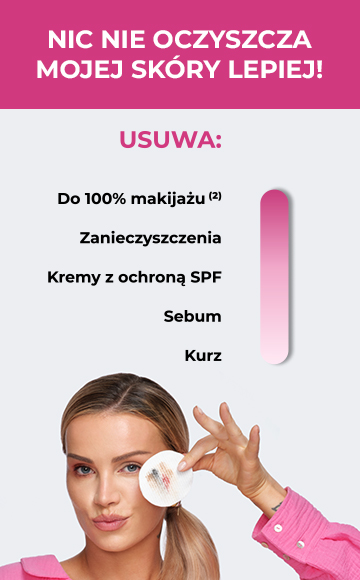 NIC NIE OCZYSZCZA
MOJEJ SKÓRY LEPIEJ!
USUWA:
Do 100% makijażu (2)
Zanieczyszczenia
Kremy z ochroną SPF
Sebum
Kurz